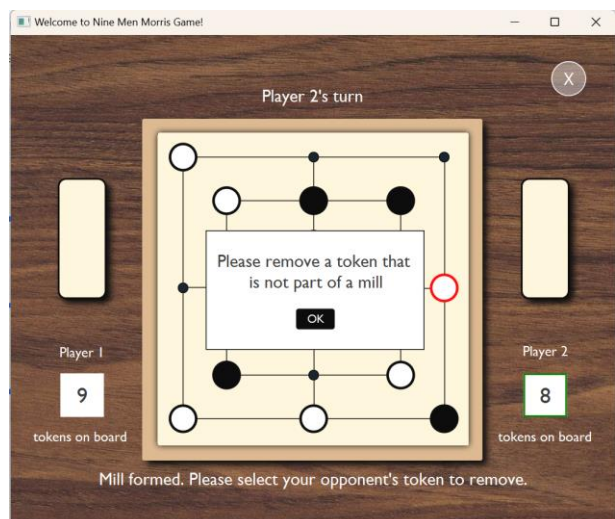 Welcome to Nine Men Morris Game!
X
Player 2's turn
Please remove a token that
is not part of a mill
OK
Player 1
9
tokens on board
Player 2
8
tokens on board
Mill formed. Please select your opponent's token to remove.